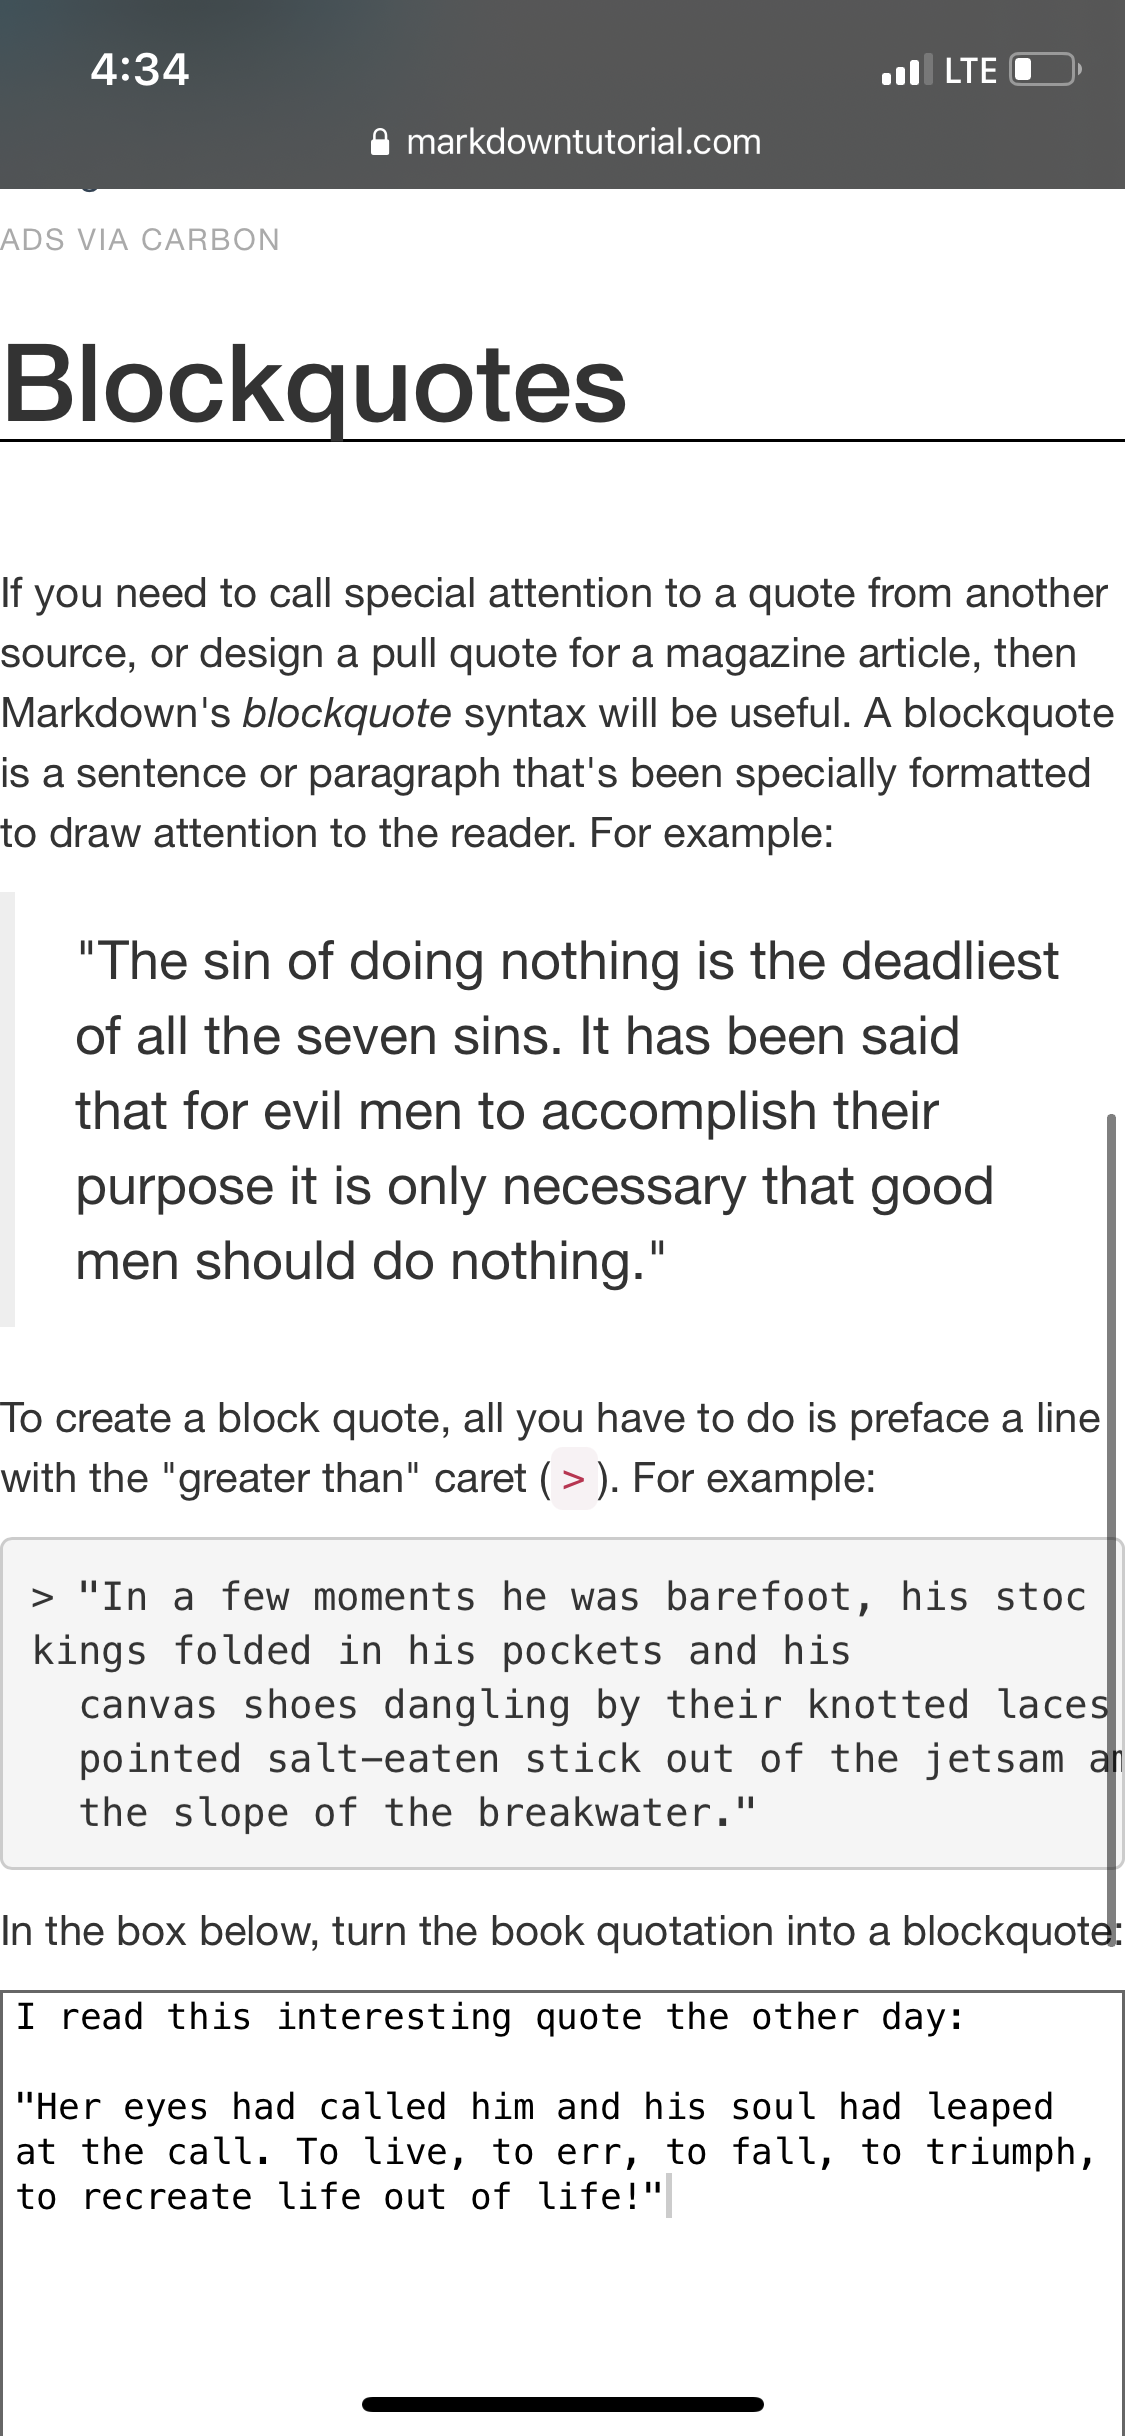 4:34
LTE
markdowntutorial.com
ADS VIA CARBON
Blockquotes
If you need to call special attention to a quote from another
source, or design a pull quote for a magazine article, then
Markdown's blockquote syntax will be useful. A blockquote
is a sentence or paragraph that's been specially formatted
to draw attention to the reader. For example:
"The sin of doing nothing is the deadliest
of all the seven sins. It has been said
that for evil men to accomplish their
purpose it is only necessary that good
men should do nothing."
To create a block quote, all you have to do is preface a line
with the "greater than" caret ( > ). For example:
> "In a few moments he was barefoot, his stoc
kings folded in his pockets and his
canvas shoes dangling by their knotted laces
pointed salt-eaten stick out of the jetsam
the slope of the breakwater."
In the box below, turn the book quotation into a blockquote:
I read this interesting quote the other day:
"Her eyes had called him and his soul had leaped
at the call. To live, to err, to fall, to triumph,
to recreate life out of life!"